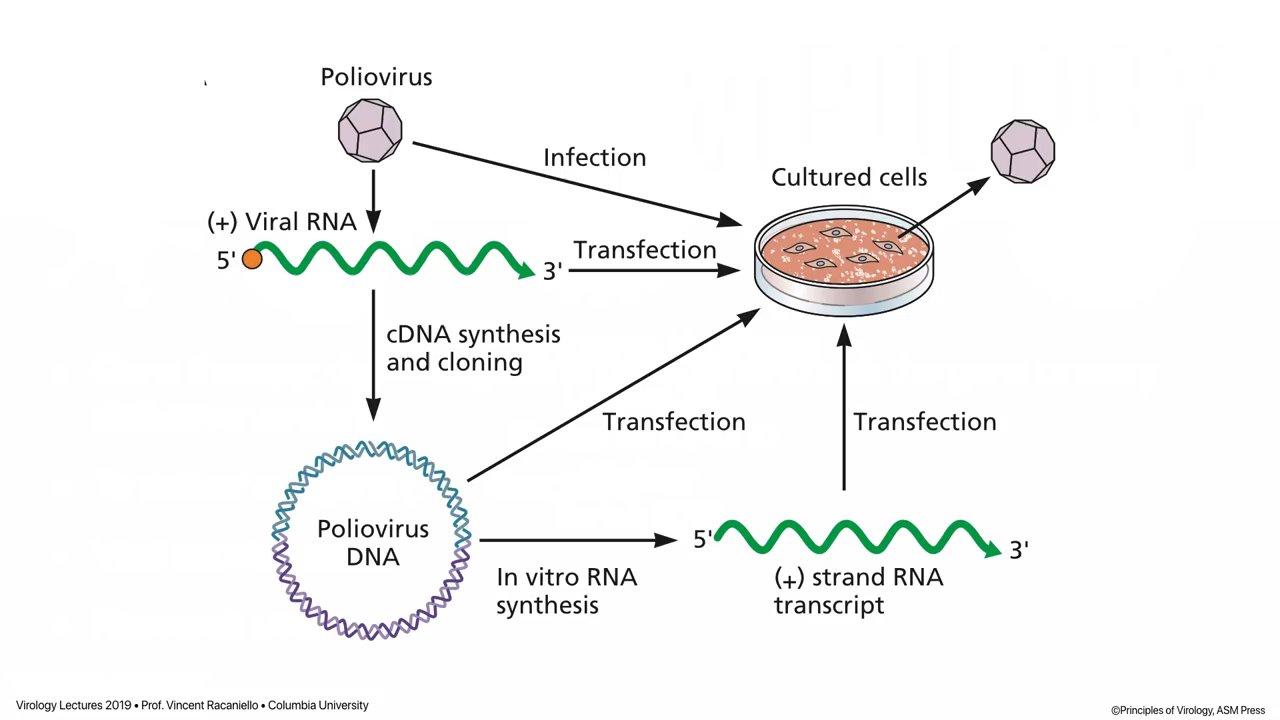 Poliovirus
Infection
Cultured cells
(+) Viral RNA
5'
3'
Transfection
cDNA synthesis
and cloning
Transfection
Transfection
Poliovirus
DNA
In vitro RNA
synthesis
5'
3'
(+) strand RNA
transcript
Virology Lectures 2019 • Prof. Vincent Racaniello • Columbia University
©Principles of Virology, ASM Press